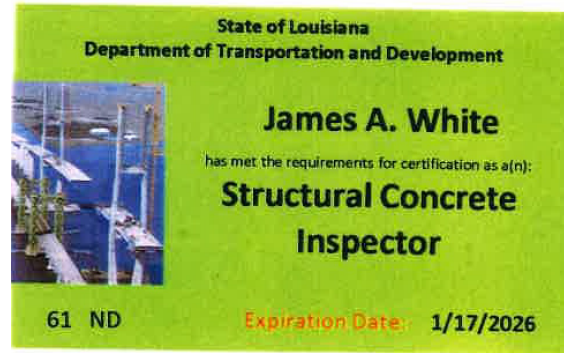 State of Louisiana
Department of Transportation and Development
James A. White
has met the requirements for certification as a(n):
Structural Concrete
Inspector
61 ND
Expiration Date: 1/17/2026